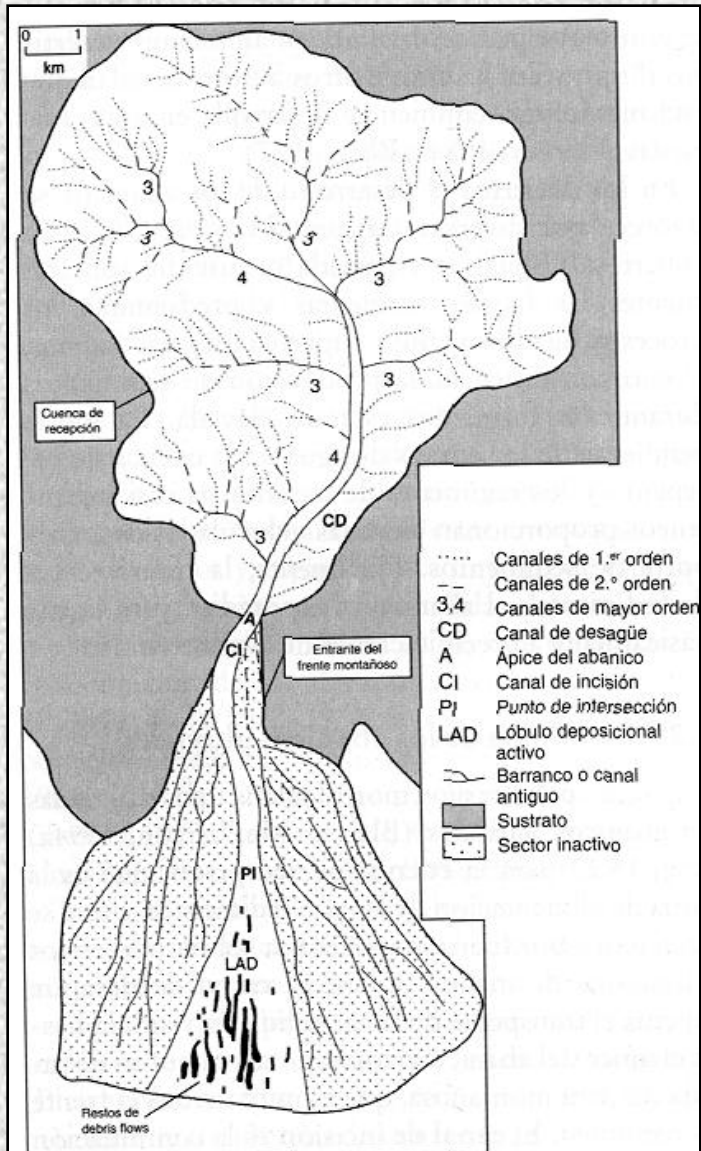 0 1
km
3
3
3
4
3
3
3
Cuenca de
recepción
4
CD
3
A
CI
Entrante del
frente montañoso
Canales de 1.er orden
Canales de 2.° orden
3,4 Canales de mayor orden
CD Canal de desagüe
A Ápice del abánico
CI Canal de incisión
PI Punto de intersección
LAD Lóbulo deposicional
activo
Barranco o canal
antiguo
Sustrato
Sector inactivo
PI
LAD
Restos de
debris flows